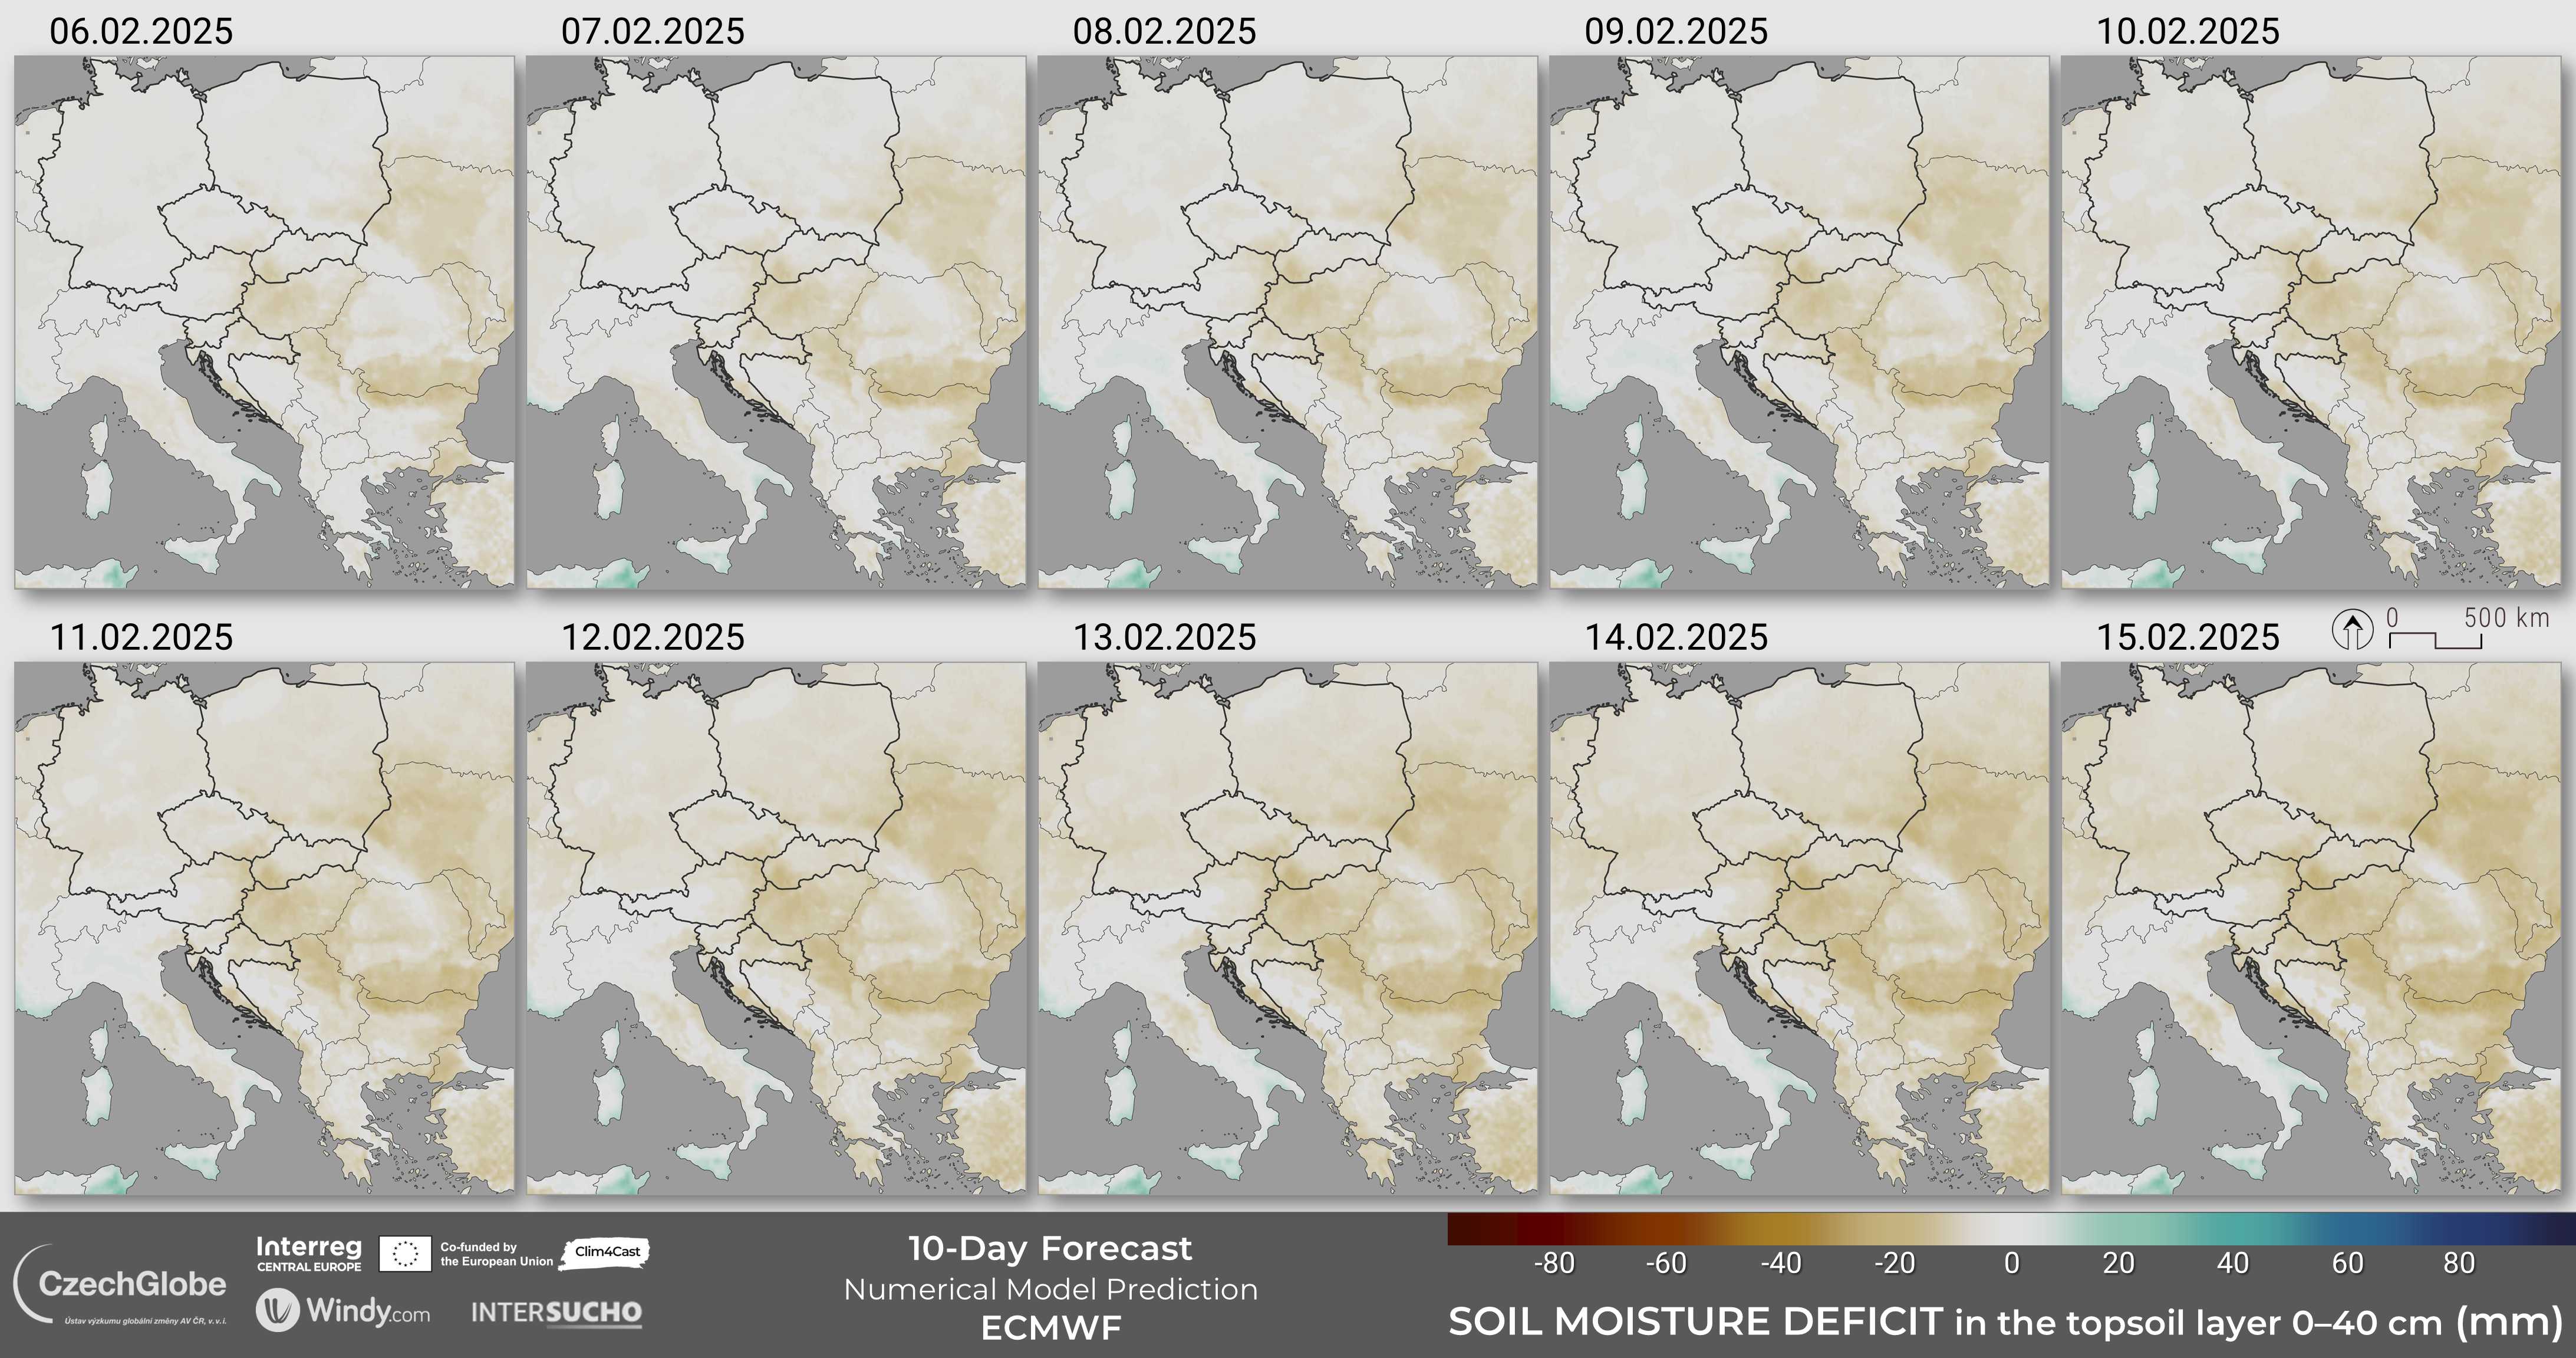 06.02.2025
07.02.2025
08.02.2025
09.02.2025
10.02.2025
11.02.2025
12.02.2025
13.02.2025
14.02.2025
15.02.2025
0 500 km
CzechGlobe
Ústav výzkumu globální změny AV ČR, v. v. i.
Interreg
CENTRAL EUROPE
Co-funded by
the European Union
Clim4Cast
Windy.com
INTERSUCHO
10-Day Forecast
Numerical Model Prediction
ECMWF
-80 -60 -40 -20 0 20 40 60 80
SOIL MOISTURE DEFICIT in the topsoil layer 0–40 cm (mm)